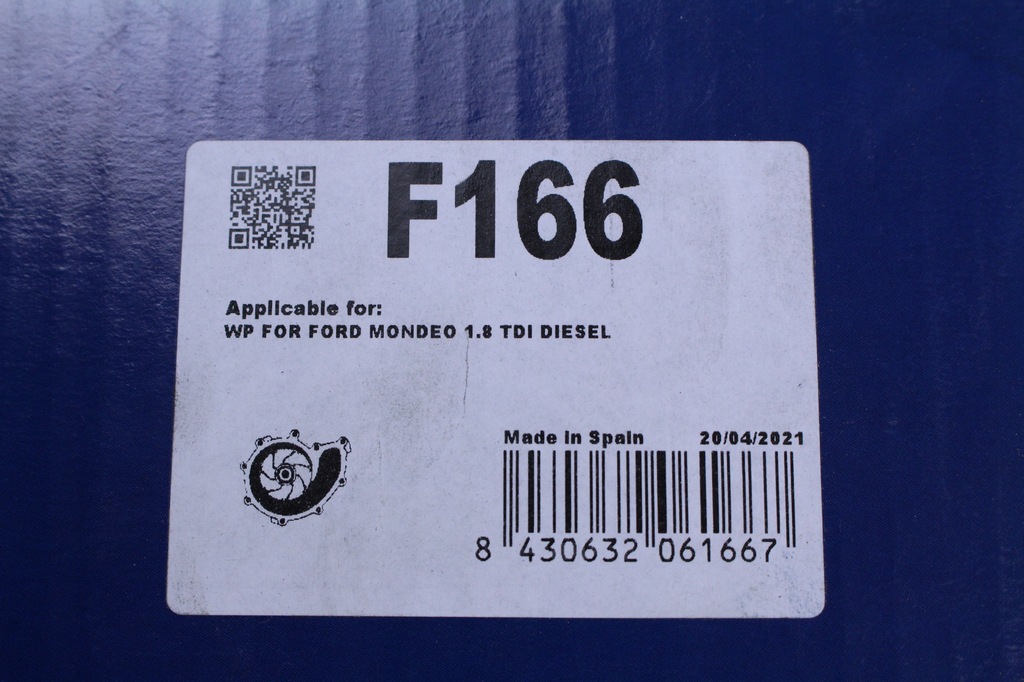 F166
Applicable for:
WP FOR FORD MONDEO 1.8 TDI DIESEL
Made in Spain 20/04/2021
8 430632 061667